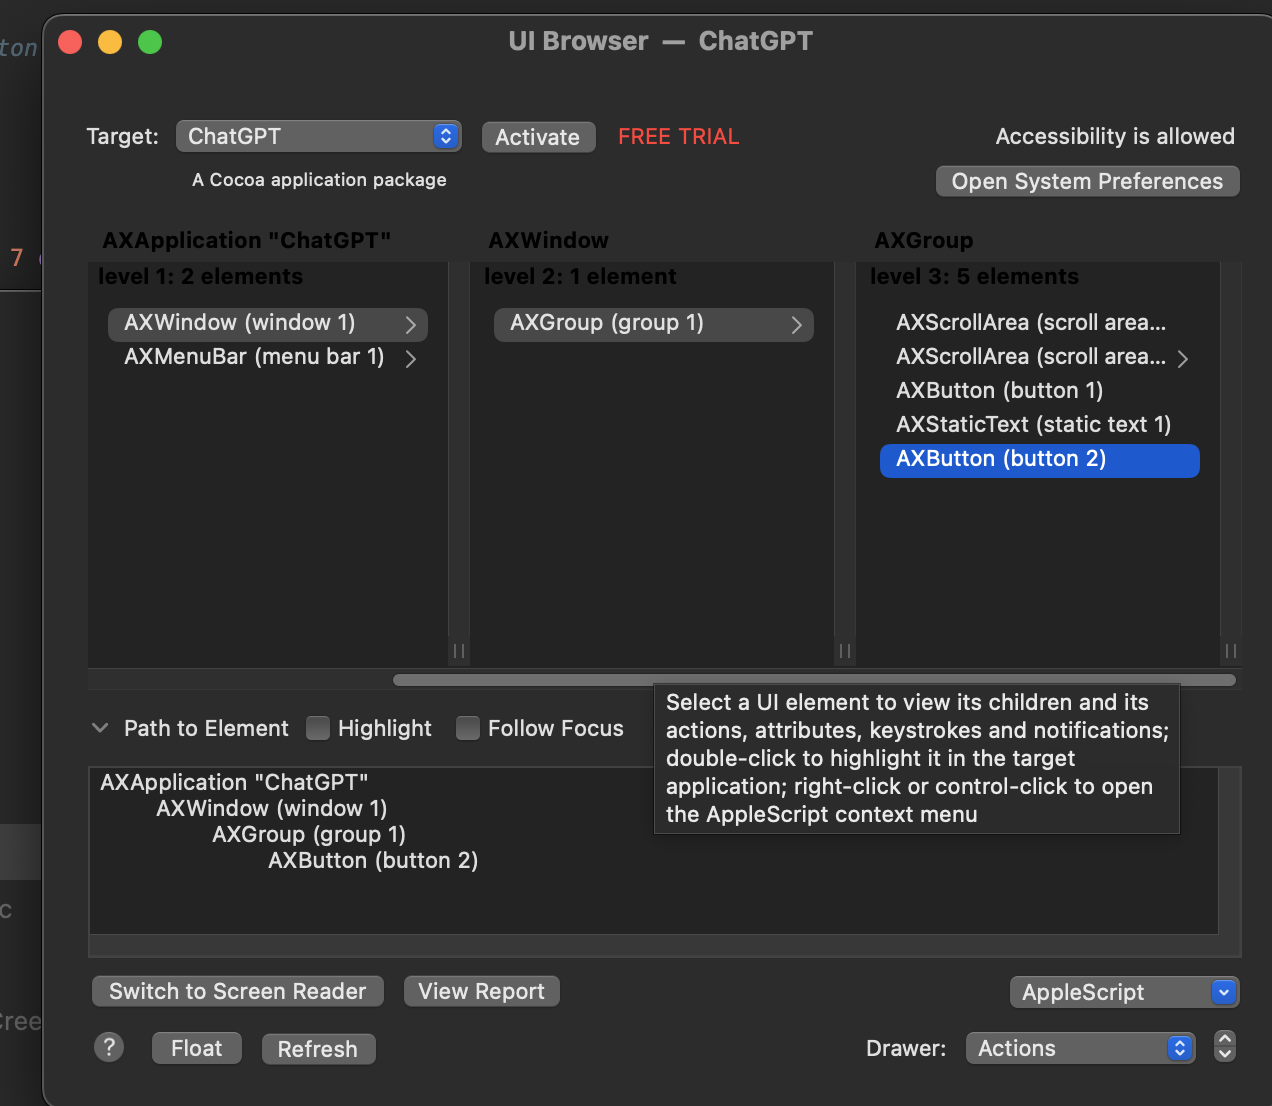 ton
UI Browser — ChatGPT
Target:
ChatGPT
Activate
FREE TRIAL
Accessibility is allowed
A Cocoa application package
Open System Preferences
AXApplication "ChatGPT"
AXWindow
AXGroup
7
level 1: 2 elements
level 2: 1 element
level 3: 5 elements
AXWindow (window 1)
AXMenuBar (menu bar 1)
AXGroup (group 1)
AXScrollArea (scroll area...
AXScrollArea (scroll area...
AXButton (button 1)
AXStaticText (static text 1)
AXButton (button 2)
Select a UI element to view its children and its
actions, attributes, keystrokes and notifications;
double-click to highlight it in the target
application; right-click or control-click to open
the AppleScript context menu
Path to Element
Highlight
Follow Focus
AXApplication "ChatGPT"
AXWindow (window 1)
AXGroup (group 1)
AXButton (button 2)
c
Switch to Screen Reader
View Report
AppleScript
?
Float
Refresh
Drawer:
Actions